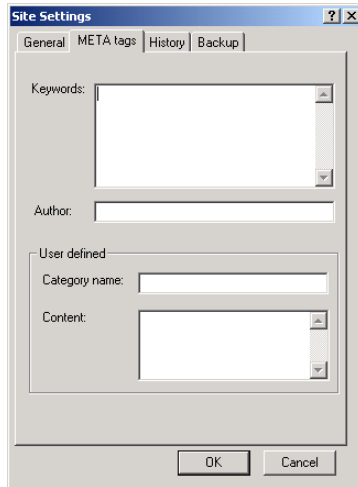 Site Settings
General META tags History Backup
Keywords:
Author:
User defined
Category name:
Content:
OK Cancel